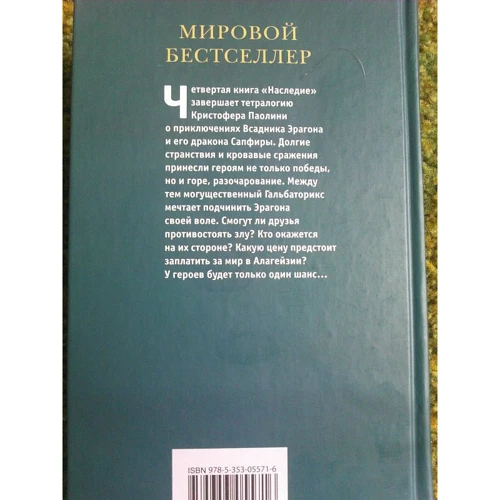 МИРОВОЙ
БЕСТСЕЛЛЕР
Четвертая книга «Наследие»
завершает тетралогию
Кристофера Паолини
о приключениях Всадника Эрагона
и его дракона Сапфиры. Долгие
странствия и кровавые сражения
принесли героям не только победы,
но и горе, разочарование. Между
тем могущественный Гальбаторикс
мечтает подчинить Эрагона
своей воле. Смогут ли друзья
противостоять злу? Кто окажется
на их стороне? Какую цену предстоит
заплатить за мир в Алагейзии?
У героев будет только один шанс...
ISBN 978-5-353-05571-6